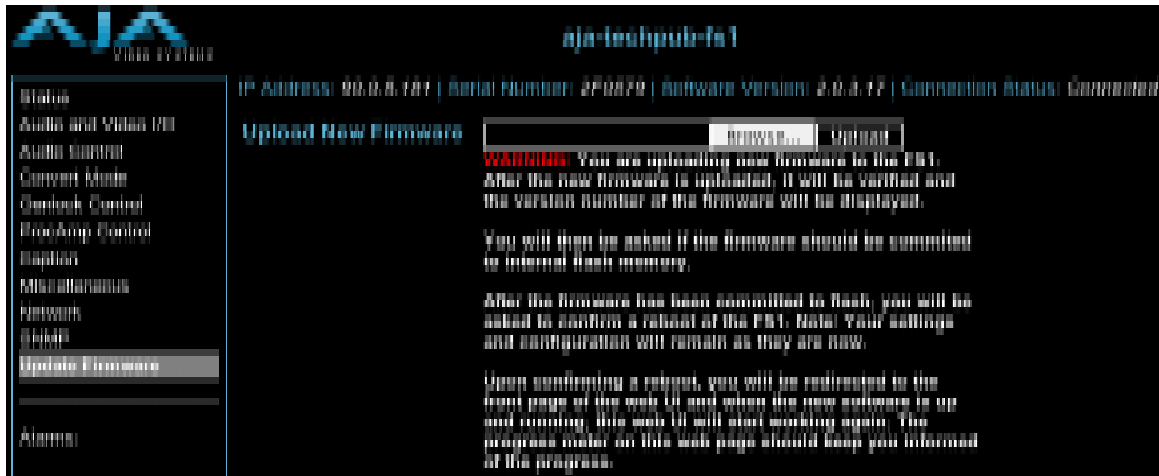 AJA
VIDEO SYSTEMS
aja-techpub-fs1
IP Address: | Serial Number: | Software Version: | Connection Status: Connected
Status
Audio and Video I/O
Audio Control
Convert Mode
Genlock Control
ProcAmp Control
Caption
Miscellaneous
Network
SNMP
Update Firmware
Alarms:
Upload New Firmware
Browse... Upload
WARNING: You are uploading new firmware to the FS1.
After the new firmware is uploaded, it will be verified and
the version number of the firmware will be displayed.
You will then be asked if the firmware should be committed
to internal flash memory.
After the firmware has been committed to flash, you will be
asked to confirm a reboot of the FS1. Note: Your settings
and configuration will remain as they are now.
Upon confirming a reboot, you will be redirected to the
front page of the web UI and when the new software is up
and running, this web UI will start working again. The
progress meter on this web page should keep you informed
of the progress.